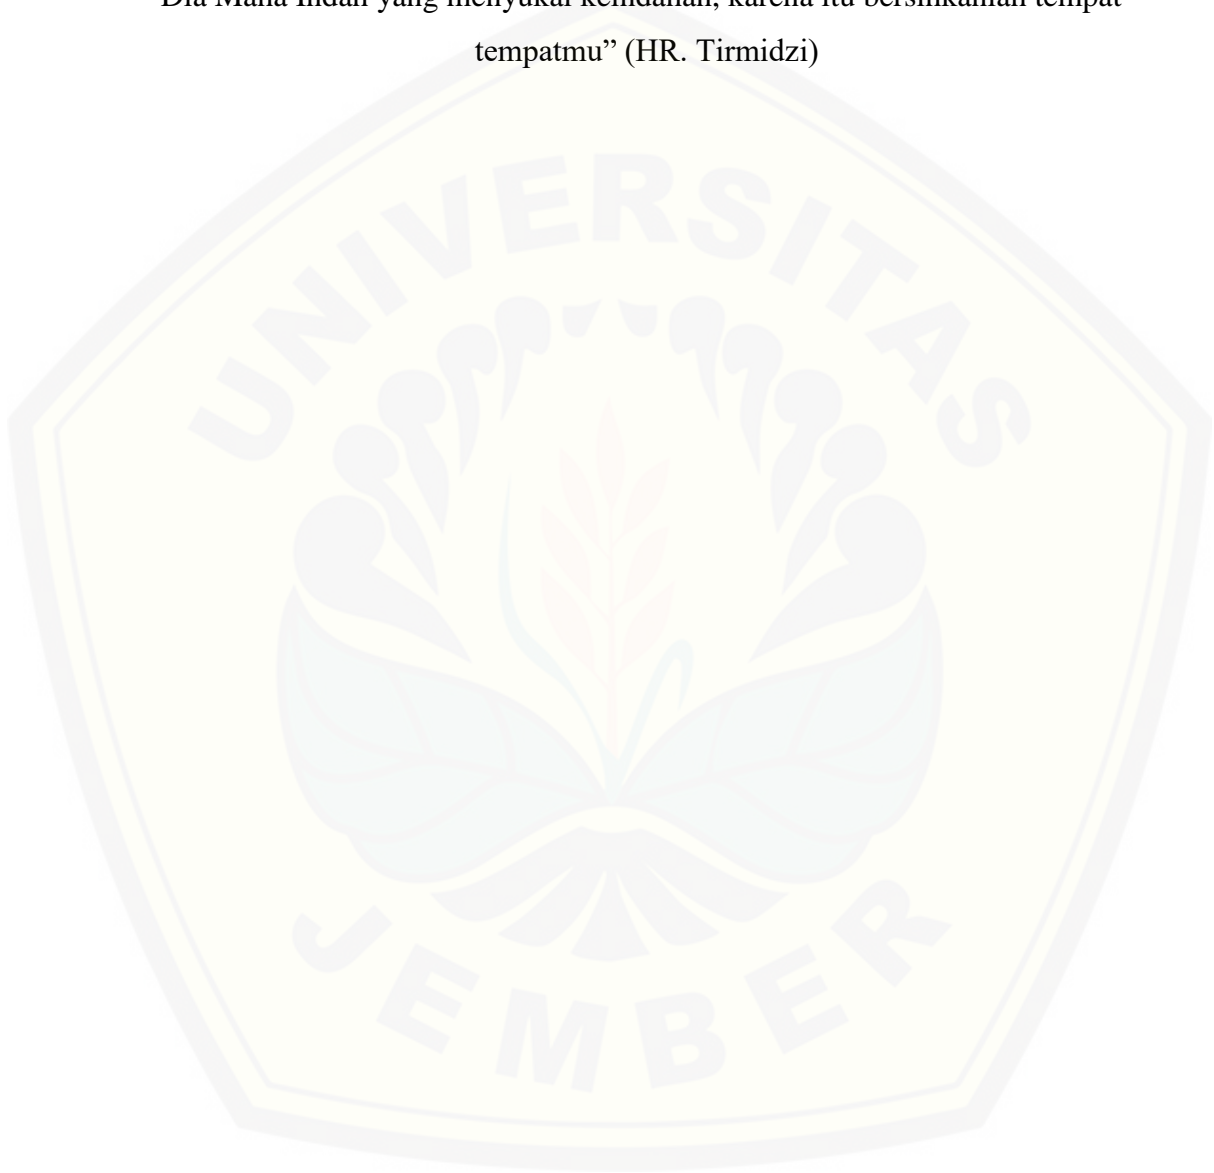 Dia Maha Indah yang menyukai keindahan, karena itu bersihkanlah tempat-
tempatmu” (HR. Tirmidzi)
UNIVERSITAS
JEMBER